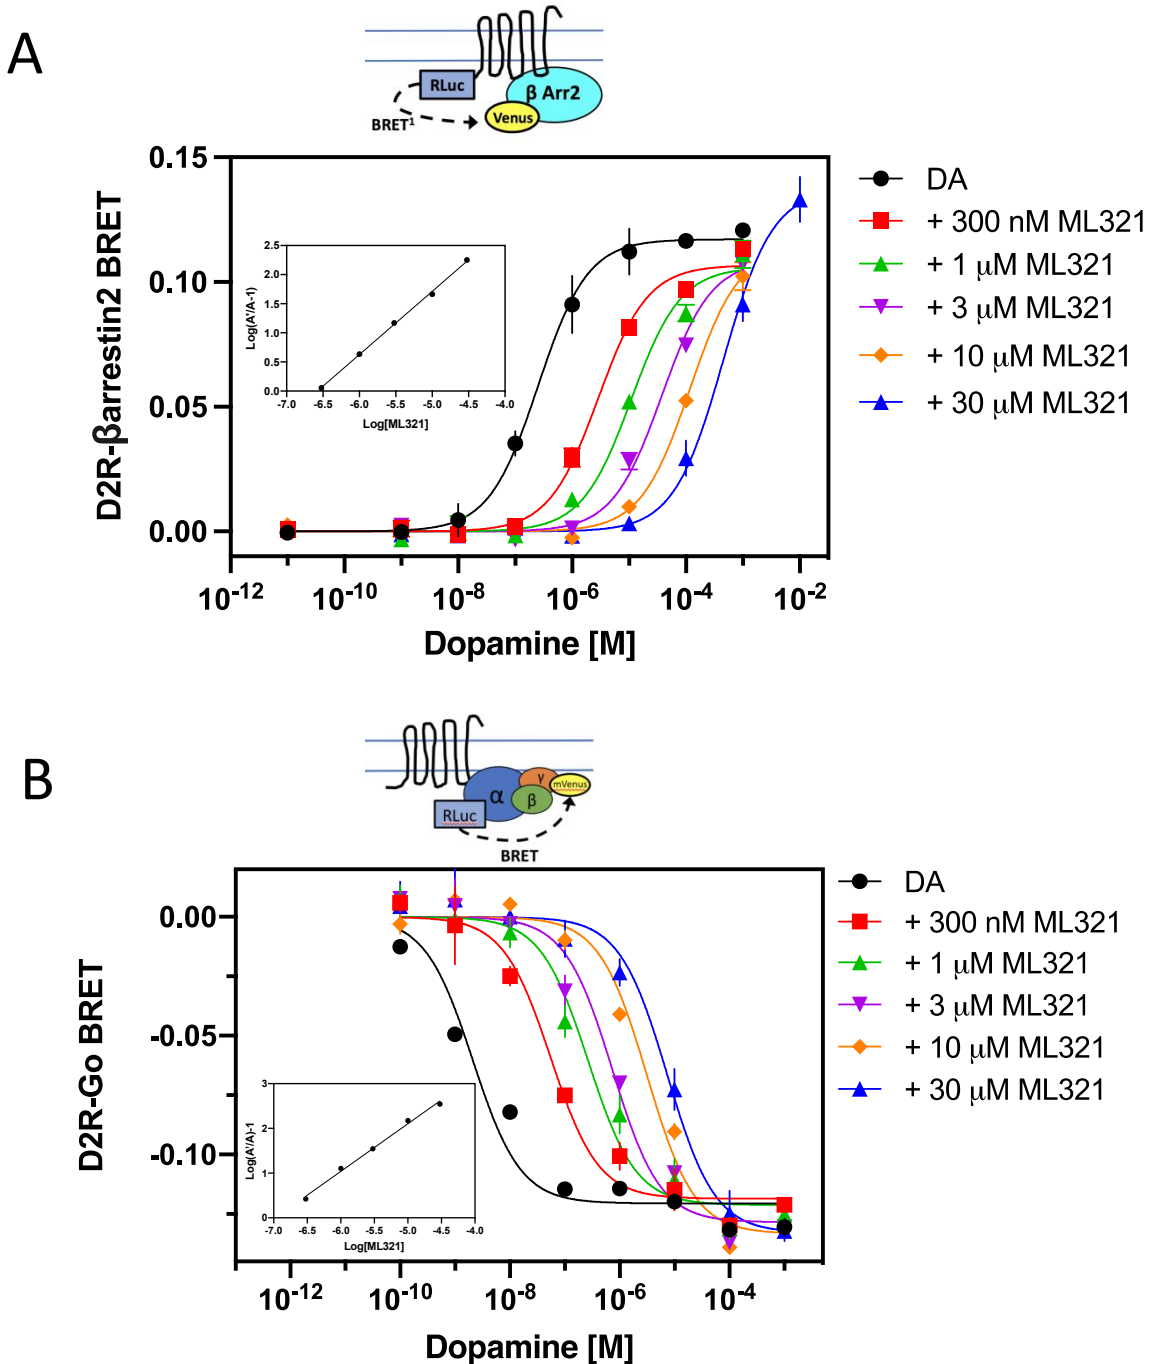 A
RLuc
β Arr2
Venus
BRET¹
D2R-βarrestin2 BRET
0.15
0.10
0.05
0.00
10⁻¹²
10⁻¹⁰
10⁻⁸
10⁻⁶
10⁻⁴
10⁻²
Dopamine [M]
Log(A'/A-1)
2.5
2.0
1.5
1.0
0.5
0.0
-7.0
-6.5
-6.0
-5.5
-5.0
-4.5
-4.0
Log[ML321]
DA
+ 300 nM ML321
+ 1 μM ML321
+ 3 μM ML321
+ 10 μM ML321
+ 30 μM ML321
B
α
β
γ
mVenus
RLuc
BRET
D2R-Go BRET
0.00
-0.05
-0.10
10⁻¹²
10⁻¹⁰
10⁻⁸
10⁻⁶
10⁻⁴
Dopamine [M]
Log(A'/A)-1
3
2
1
0
-7.0
-6.5
-6.0
-5.5
-5.0
-4.5
-4.0
Log[ML321]
DA
+ 300 nM ML321
+ 1 μM ML321
+ 3 μM ML321
+ 10 μM ML321
+ 30 μM ML321